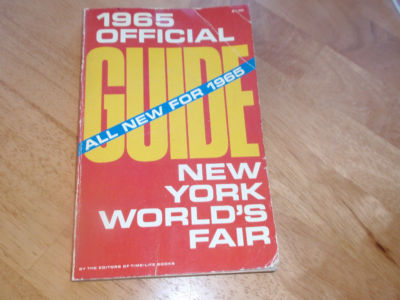 1965
OFFICIAL
GUIDE
ALL NEW FOR 1965
NEW
YORK
WORLD'S
FAIR
BY THE EDITORS OF TIME-LIFE BOOKS